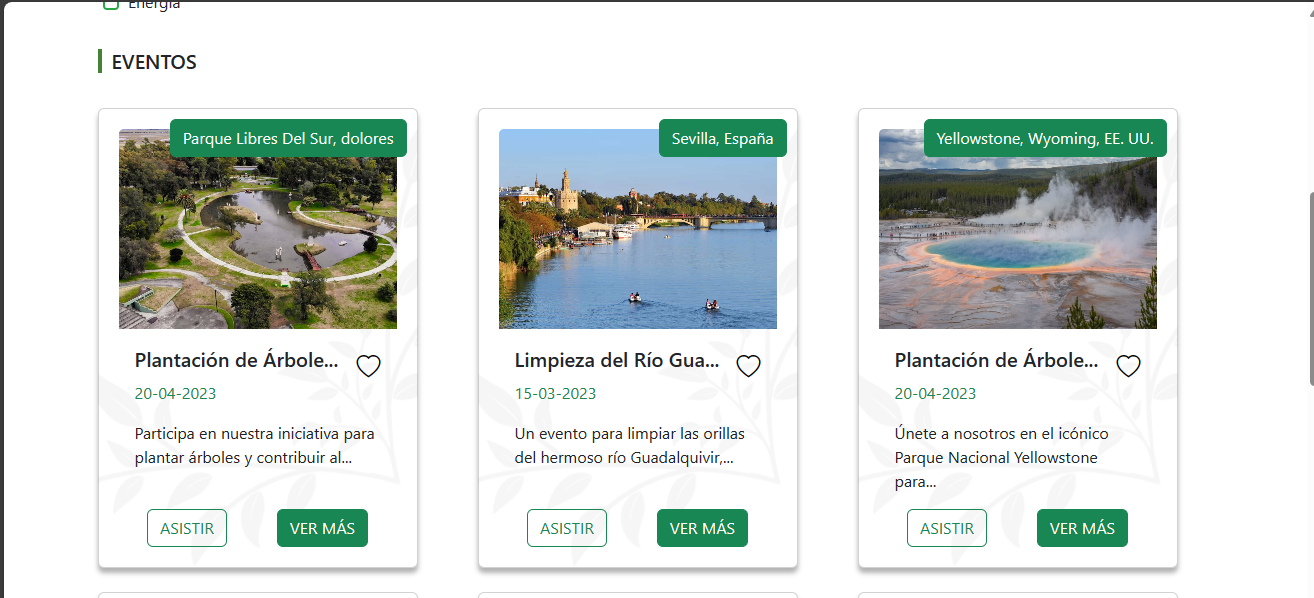 Energía
EVENTOS
Parque Libres Del Sur, dolores
Plantación de Árbole...
20-04-2023
Participa en nuestra iniciativa para
plantar árboles y contribuir al...
ASISTIR
VER MÁS
Sevilla, España
Limpieza del Río Gua...
15-03-2023
Un evento para limpiar las orillas
del hermoso río Guadalquivir,...
ASISTIR
VER MÁS
Yellowstone, Wyoming, EE. UU.
Plantación de Árbole...
20-04-2023
Únete a nosotros en el icónico
Parque Nacional Yellowstone
para...
ASISTIR
VER MÁS